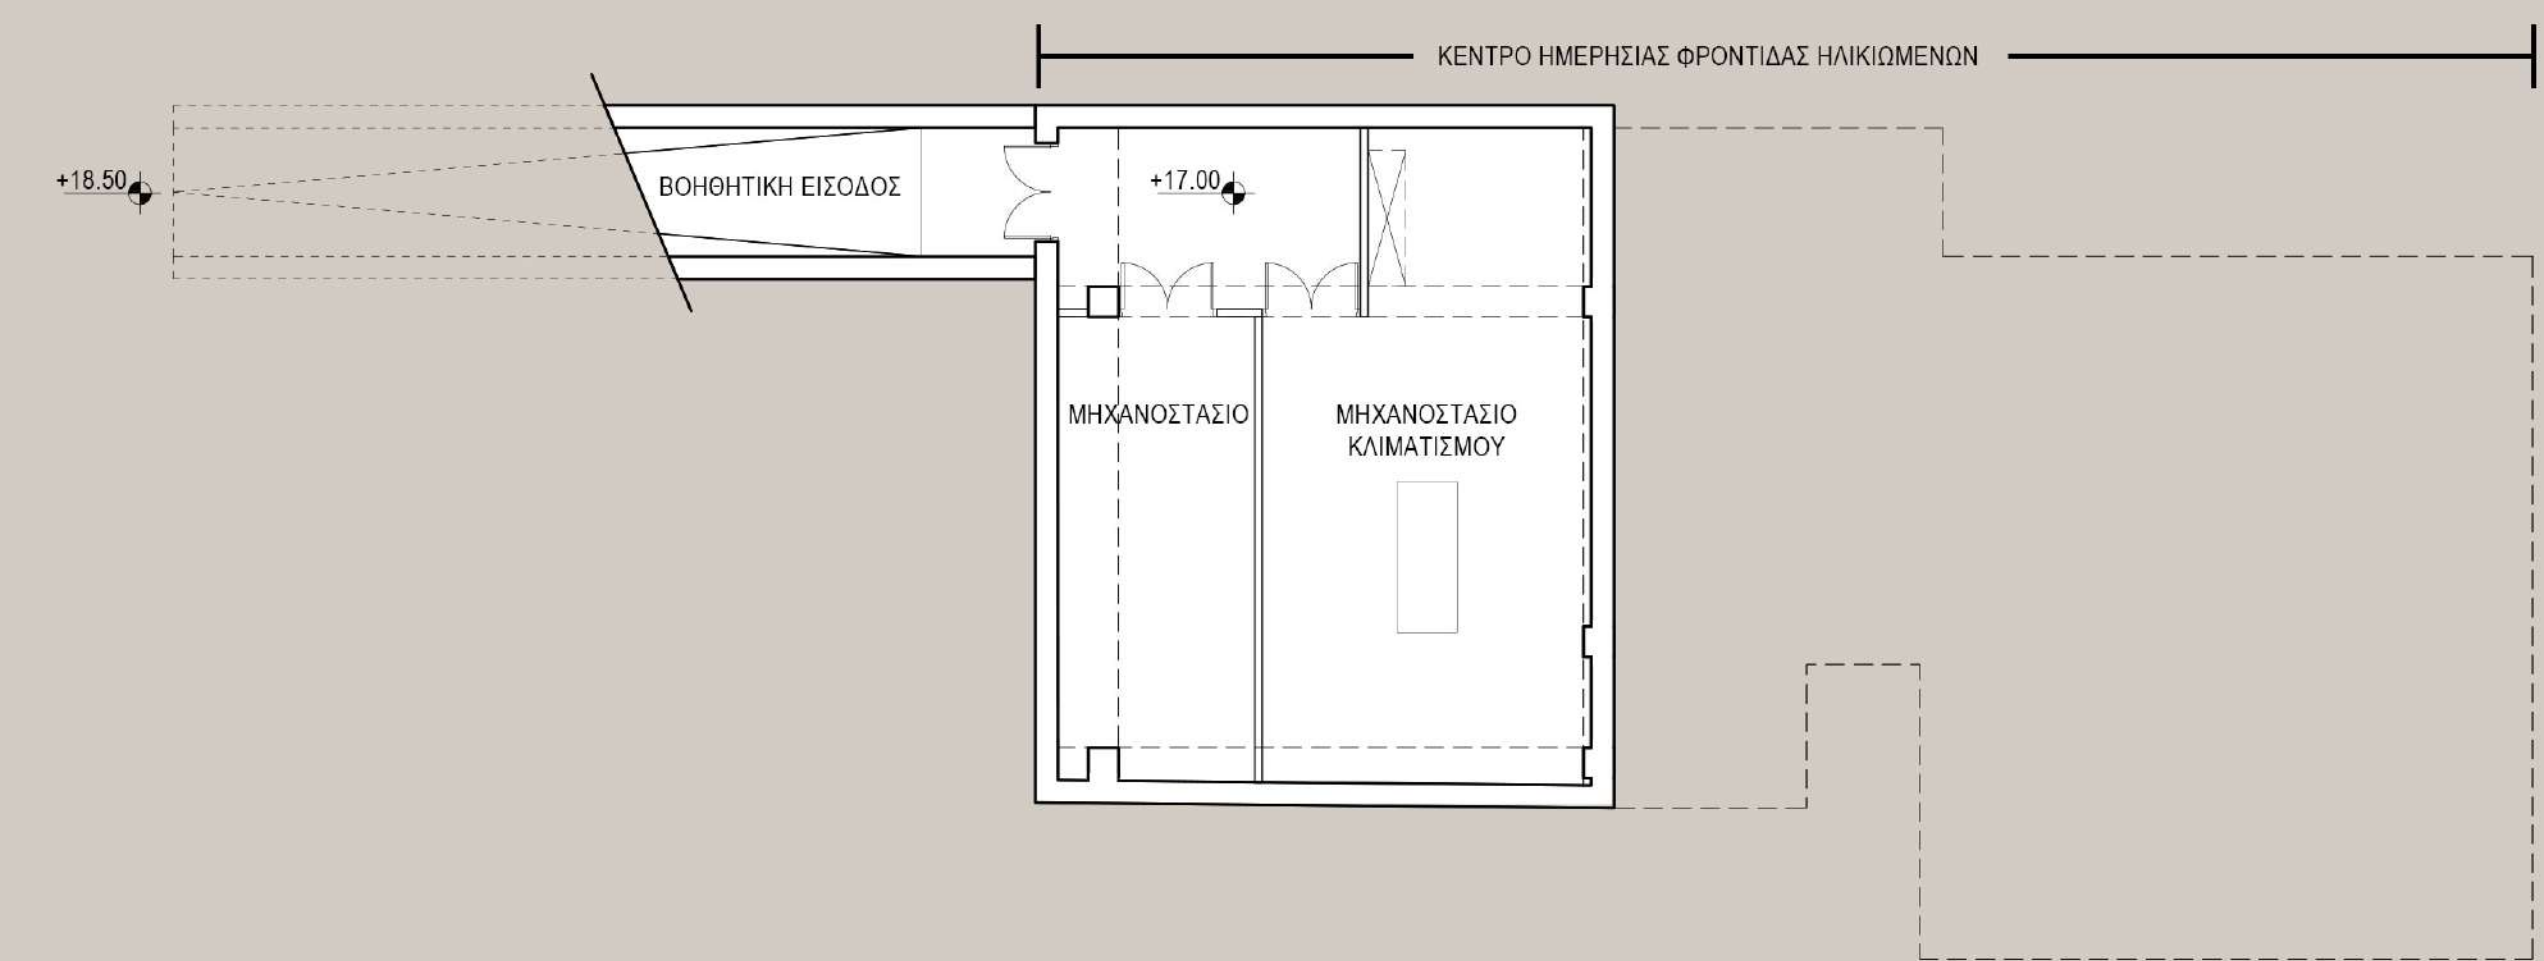 ΚΕΝΤΡΟ ΗΜΕΡΗΣΙΑΣ ΦΡΟΝΤΙΔΑΣ ΗΛΙΚΙΩΜΕΝΩΝ
+18.50
ΒΟΗΘΗΤΙΚΗ ΕΙΣΟΔΟΣ
+17.00
ΜΗΧΑΝΟΣΤΑΣΙΟ
ΜΗΧΑΝΟΣΤΑΣΙΟ
ΚΛΙΜΑΤΙΣΜΟΥ